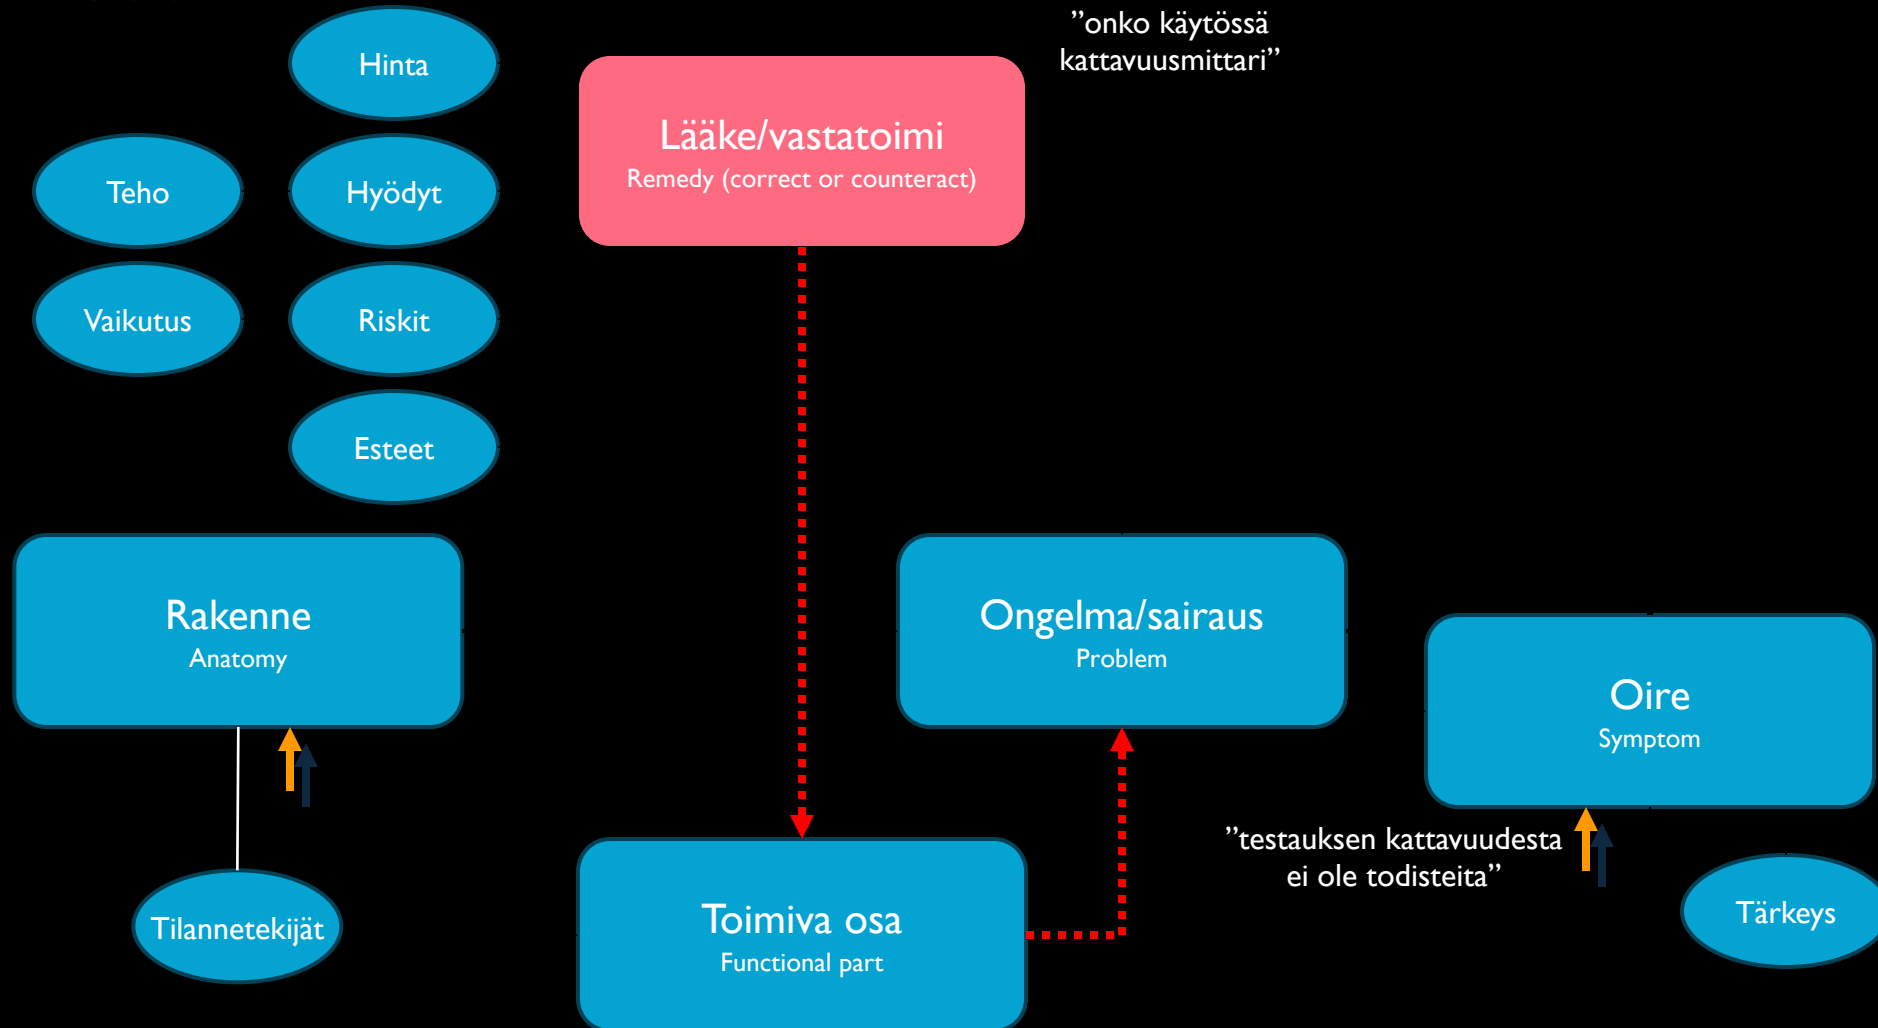 Hinta
”onko käytössä
kattavuusmittari”
Lääke/vastatoimi
Remedy (correct or counteract)
Teho
Hyödyt
Vaikutus
Riskit
Esteet
Rakenne
Anatomy
Ongelma/sairaus
Problem
Oire
Symptom
”testauksen kattavuudesta
ei ole todisteita”
Tilannetekijät
Toimiva osa
Functional part
Tärkeys